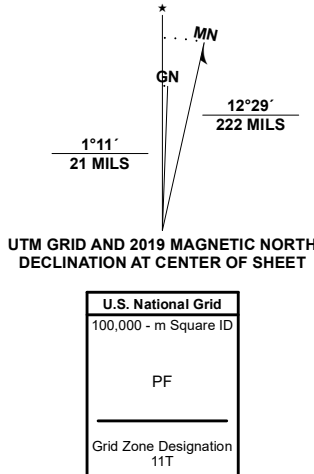 ★
MN
GN
12°29´
222 MILS
1°11´
21 MILS
UTM GRID AND 2019 MAGNETIC NORTH
DECLINATION AT CENTER OF SHEET
U.S. National Grid
100,000 - m Square ID
PF
Grid Zone Designation
11T